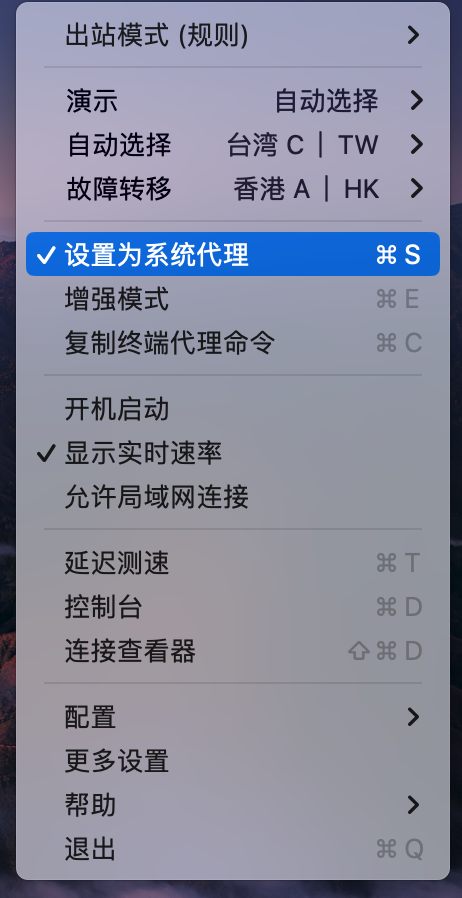 出站模式 (规则)
演示 自动选择
自动选择 台湾 C | TW
故障转移 香港 A | HK
设置为系统代理 ⌘ S
增强模式 ⌘ E
复制终端代理命令 ⌘ C
开机启动
显示实时速率
允许局域网连接
延迟测速 ⌘ T
控制台 ⌘ D
连接查看器 ⇧ ⌘ D
配置
更多设置
帮助
退出 ⌘ Q